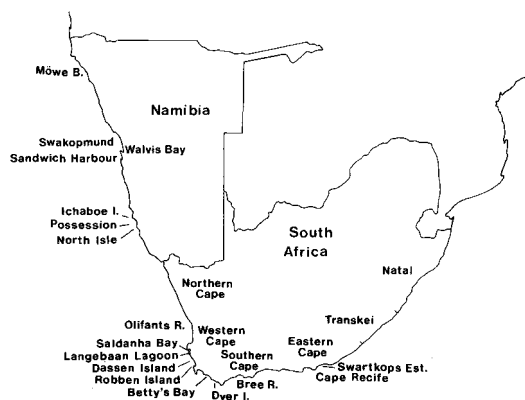 Möwe B.
Namibia
Swakopmund
Walvis Bay
Sandwich Harbour
Ichaboe I.
Possession
North Isle
South
Africa
Northern
Cape
Natal
Transkei
Olifants R.
Western
Cape
Saldanha Bay
Langebaan Lagoon
Dassen Island
Robben Island
Betty's Bay
Dyer I.
Southern
Cape
Bree R.
Eastern
Cape
Swartkops Est.
Cape Recife